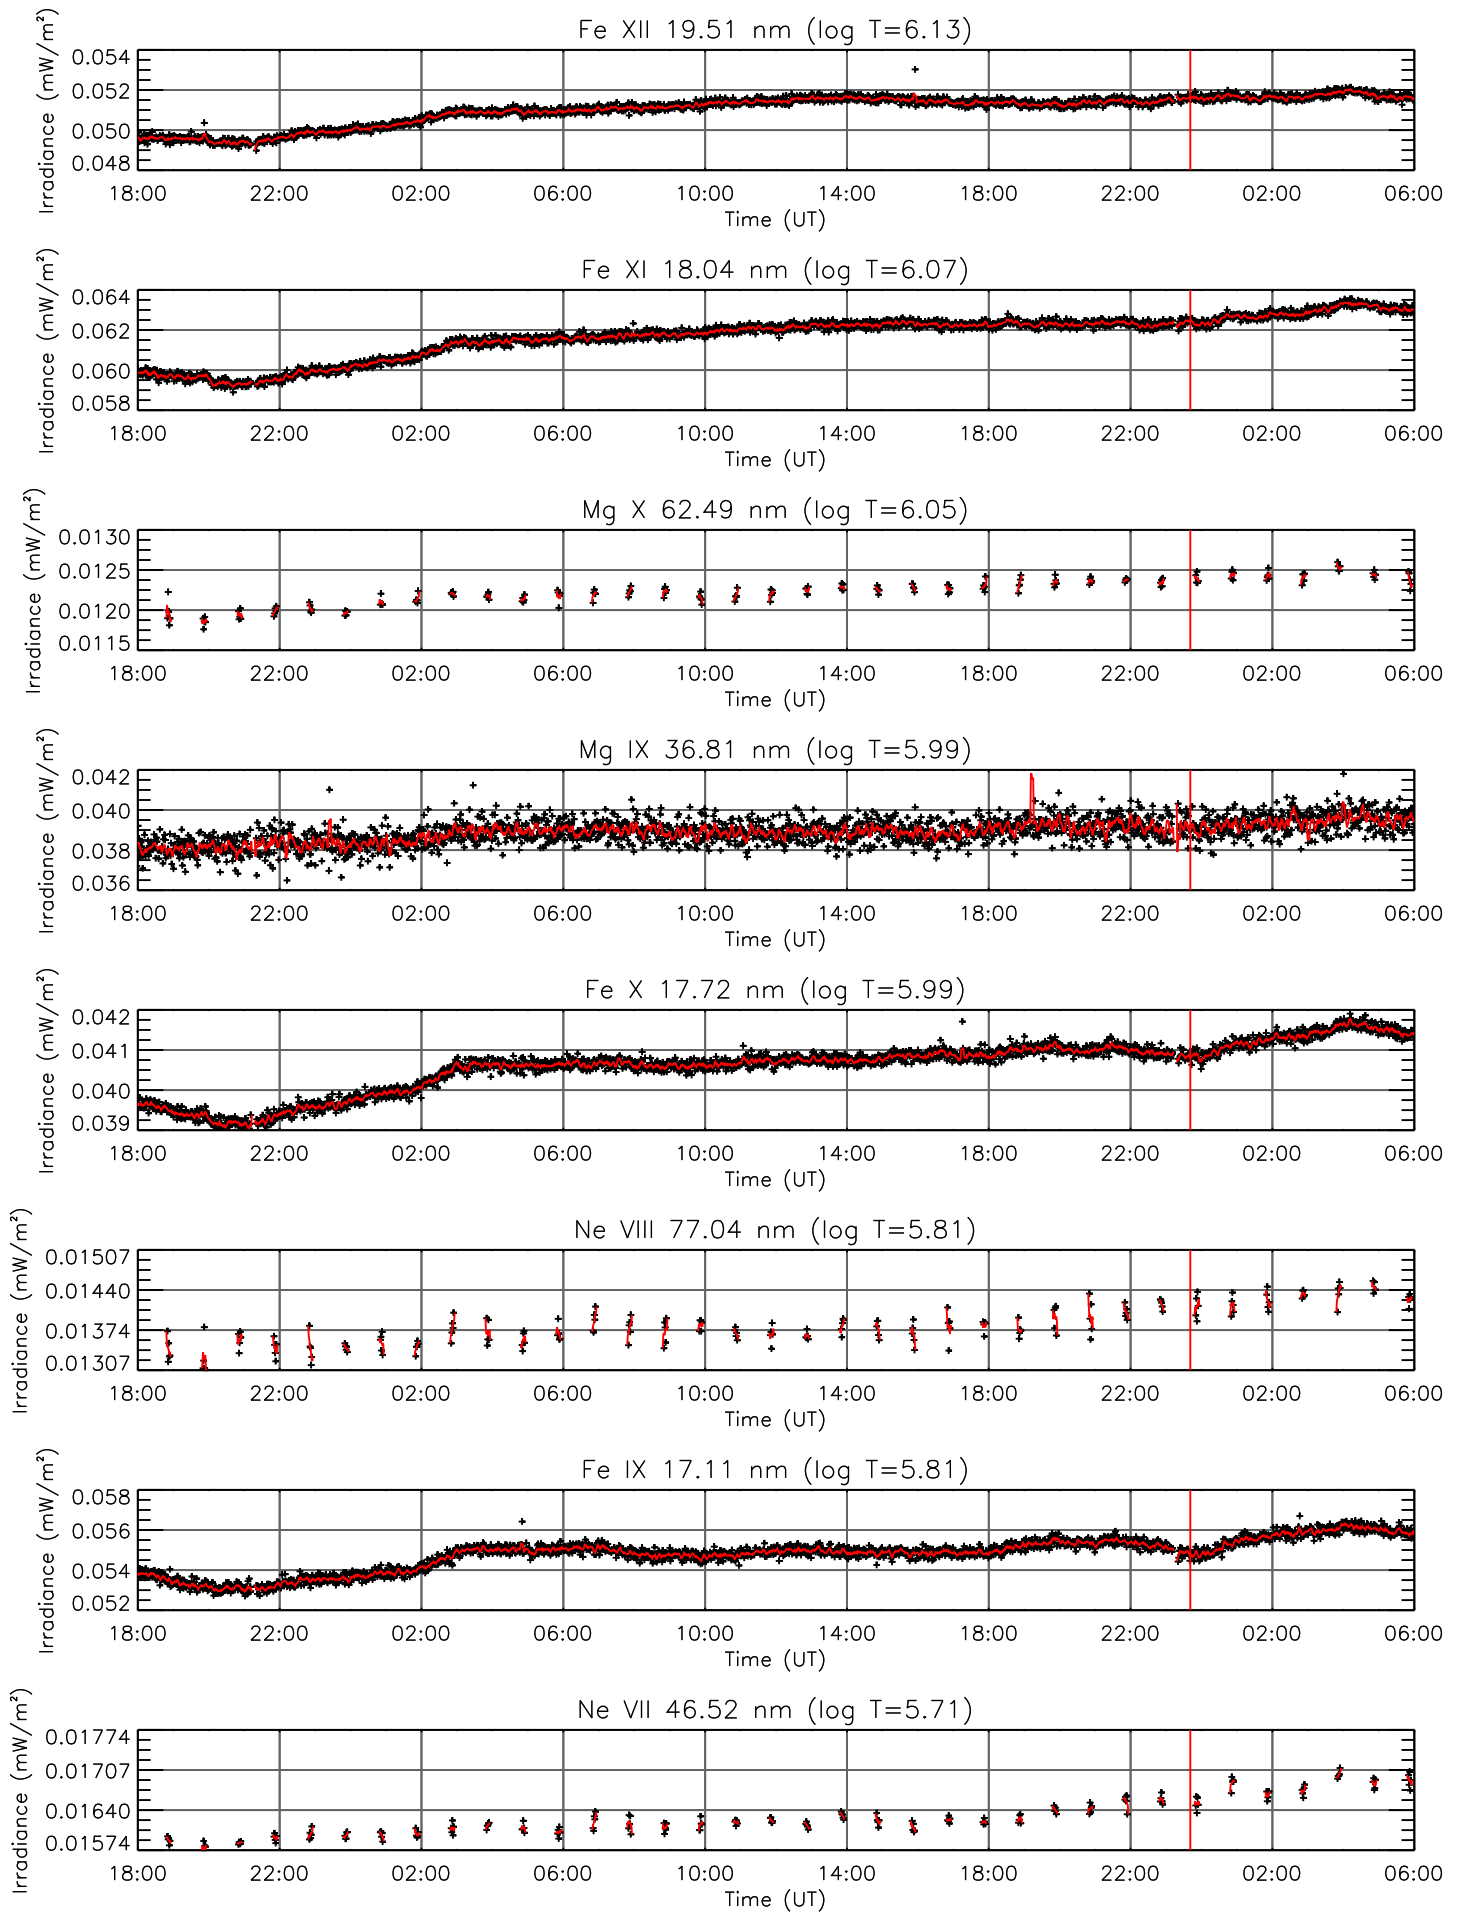 Fe XII 19.51 nm (log T=6.13)
Irradiance (mW/m²)
0.054
0.052
0.050
0.048
18:00 22:00 02:00 06:00 10:00 14:00 18:00 22:00 02:00 06:00
Time (UT)
Fe XI 18.04 nm (log T=6.07)
Irradiance (mW/m²)
0.064
0.062
0.060
0.058
18:00 22:00 02:00 06:00 10:00 14:00 18:00 22:00 02:00 06:00
Time (UT)
Mg X 62.49 nm (log T=6.05)
Irradiance (mW/m²)
0.0130
0.0125
0.0120
0.0115
18:00 22:00 02:00 06:00 10:00 14:00 18:00 22:00 02:00 06:00
Time (UT)
Mg IX 36.81 nm (log T=5.99)
Irradiance (mW/m²)
0.042
0.040
0.038
0.036
18:00 22:00 02:00 06:00 10:00 14:00 18:00 22:00 02:00 06:00
Time (UT)
Fe X 17.72 nm (log T=5.99)
Irradiance (mW/m²)
0.042
0.041
0.040
0.039
18:00 22:00 02:00 06:00 10:00 14:00 18:00 22:00 02:00 06:00
Time (UT)
Ne VIII 77.04 nm (log T=5.81)
Irradiance (mW/m²)
0.01507
0.01440
0.01374
0.01307
18:00 22:00 02:00 06:00 10:00 14:00 18:00 22:00 02:00 06:00
Time (UT)
Fe IX 17.11 nm (log T=5.81)
Irradiance (mW/m²)
0.058
0.056
0.054
0.052
18:00 22:00 02:00 06:00 10:00 14:00 18:00 22:00 02:00 06:00
Time (UT)
Ne VII 46.52 nm (log T=5.71)
Irradiance (mW/m²)
0.01774
0.01707
0.01640
0.01574
18:00 22:00 02:00 06:00 10:00 14:00 18:00 22:00 02:00 06:00
Time (UT)